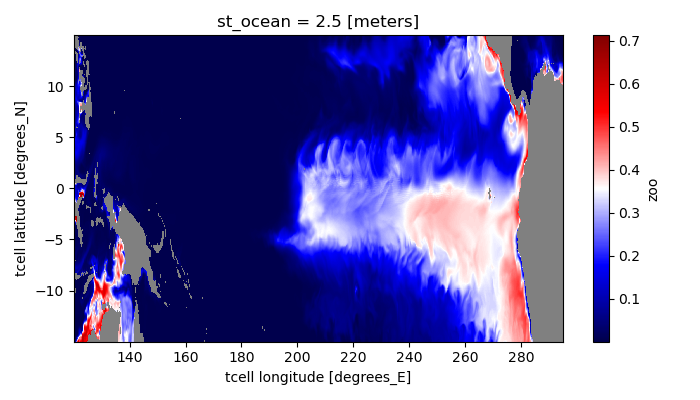 st_ocean = 2.5 [meters]
10
5
0
−5
−10
tcell latitude [degrees_N]
140 160 180 200 220 240 260 280
tcell longitude [degrees_E]
0.7
0.6
0.5
0.4
0.3
0.2
0.1
zoo